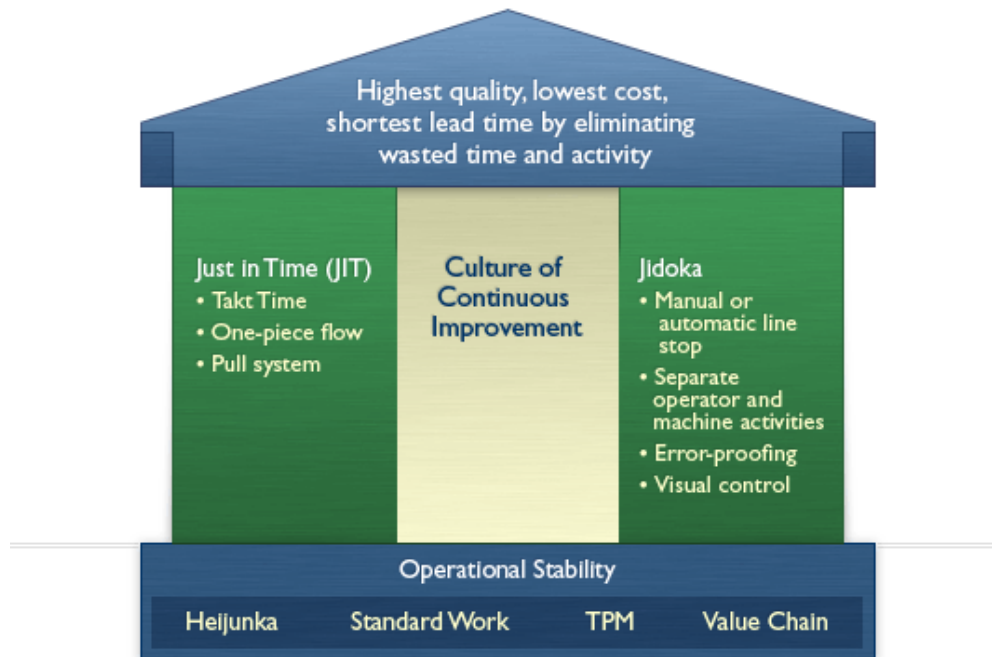 Highest quality, lowest cost,
shortest lead time by eliminating
wasted time and activity
Just in Time (JIT)
• Takt Time
• One-piece flow
• Pull system
Culture of
Continuous
Improvement
Jidoka
• Manual or
automatic line
stop
• Separate
operator and
machine activities
• Error-proofing
• Visual control
Operational Stability
Heijunka Standard Work TPM Value Chain